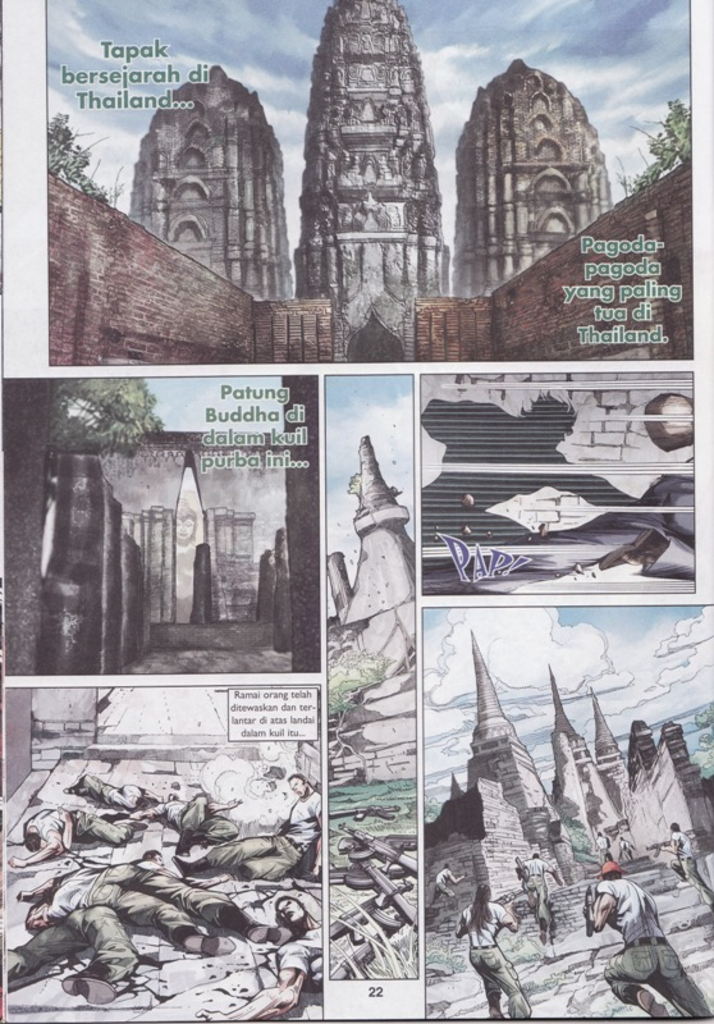 Tapak
bersejarah di
Thailand...
Pagoda-
pagoda
yang paling
tua di
Thailand.
Patung
Buddha di
dalam kuil
purba ini...
PAP!
Ramai orang telah
ditewaskan dan ter-
lantar di atas landai
dalam kuil itu...
22